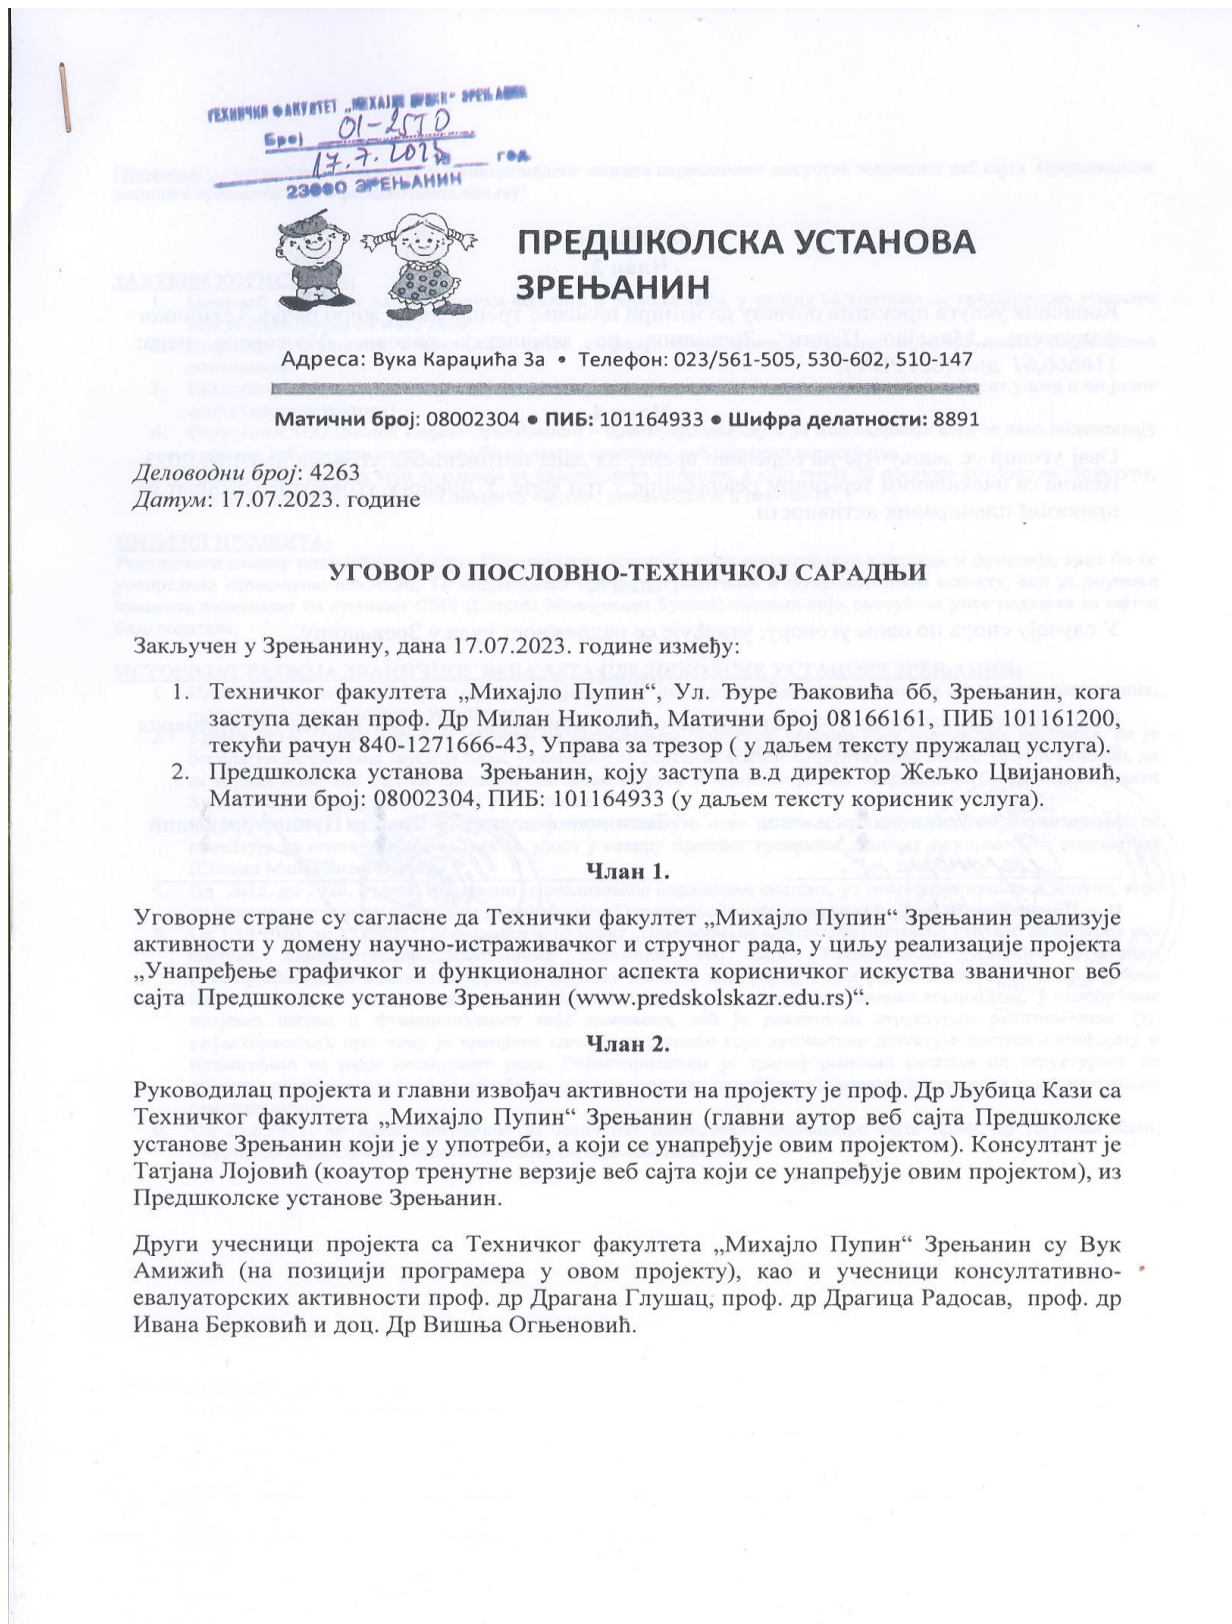 ТЕХНИЧКИ ФАКУЛТЕТ „МИХАЈЛО ПУПИН“ ЗРЕЊАНИН
Број 01-2570
17.7.2023 год
23000 ЗРЕЊАНИН
ПРЕДШКОЛСКА УСТАНОВА
ЗРЕЊАНИН
Адреса: Вука Караџића 3а • Телефон: 023/561-505, 530-602, 510-147
Матични број: 08002304 ● ПИБ: 101164933 ● Шифра делатности: 8891
Деловодни број: 4263
Датум: 17.07.2023. године
УГОВОР О ПОСЛОВНО-ТЕХНИЧКОЈ САРАДЊИ
Закључен у Зрењанину, дана 17.07.2023. године између:
1. Техничког факултета „Михајло Пупин“, Ул. Ђуре Ђаковића бб, Зрењанин, кога
заступа декан проф. Др Милан Николић, Матични број 08166161, ПИБ 101161200,
текући рачун 840-1271666-43, Управа за трезор ( у даљем тексту пружалац услуга).
2. Предшколска установа Зрењанин, коју заступа в.д директор Жељко Цвијановић,
Матични број: 08002304, ПИБ: 101164933 (у даљем тексту корисник услуга).
Члан 1.
Уговорне стране су сагласне да Технички факултет „Михајло Пупин“ Зрењанин реализује
активности у домену научно-истраживачког и стручног рада, у циљу реализације пројекта
„Унапређење графичког и функционалног аспекта корисничког искуства званичног веб
сајта Предшколске установе Зрењанин (www.predskolskazr.edu.rs)“.
Члан 2.
Руководилац пројекта и главни извођач активности на пројекту је проф. Др Љубица Кази са
Техничког факултета „Михајло Пупин“ Зрењанин (главни аутор веб сајта Предшколске
установе Зрењанин који је у употреби, а који се унапређује овим пројектом). Консултант је
Татјана Лојовић (коаутор тренутне верзије веб сајта који се унапређује овим пројектом), из
Предшколске установе Зрењанин.
Други учесници пројекта са Техничког факултета „Михајло Пупин“ Зрењанин су Вук
Амижић (на позицији програмера у овом пројекту), као и учесници консултативно-
евалуаторских активности проф. др Драгана Глушац, проф. др Драгица Радосав, проф. др
Ивана Берковић и доц. Др Вишња Огњеновић.